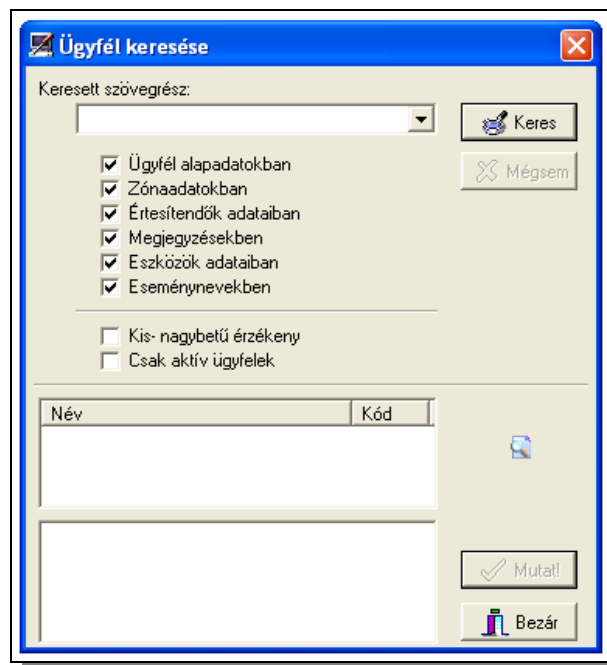 Ügyfél keresése
Keresett szövegrész:
Keres
Mégsem
Ügyfél alapadatokban
Zónaadatokban
Értesítendők adataiban
Megjegyzésekben
Eszközök adataiban
Eseménynevekben
Kis- nagybetű érzékeny
Csak aktív ügyfelek
Név Kód
Mutat!
Bezár